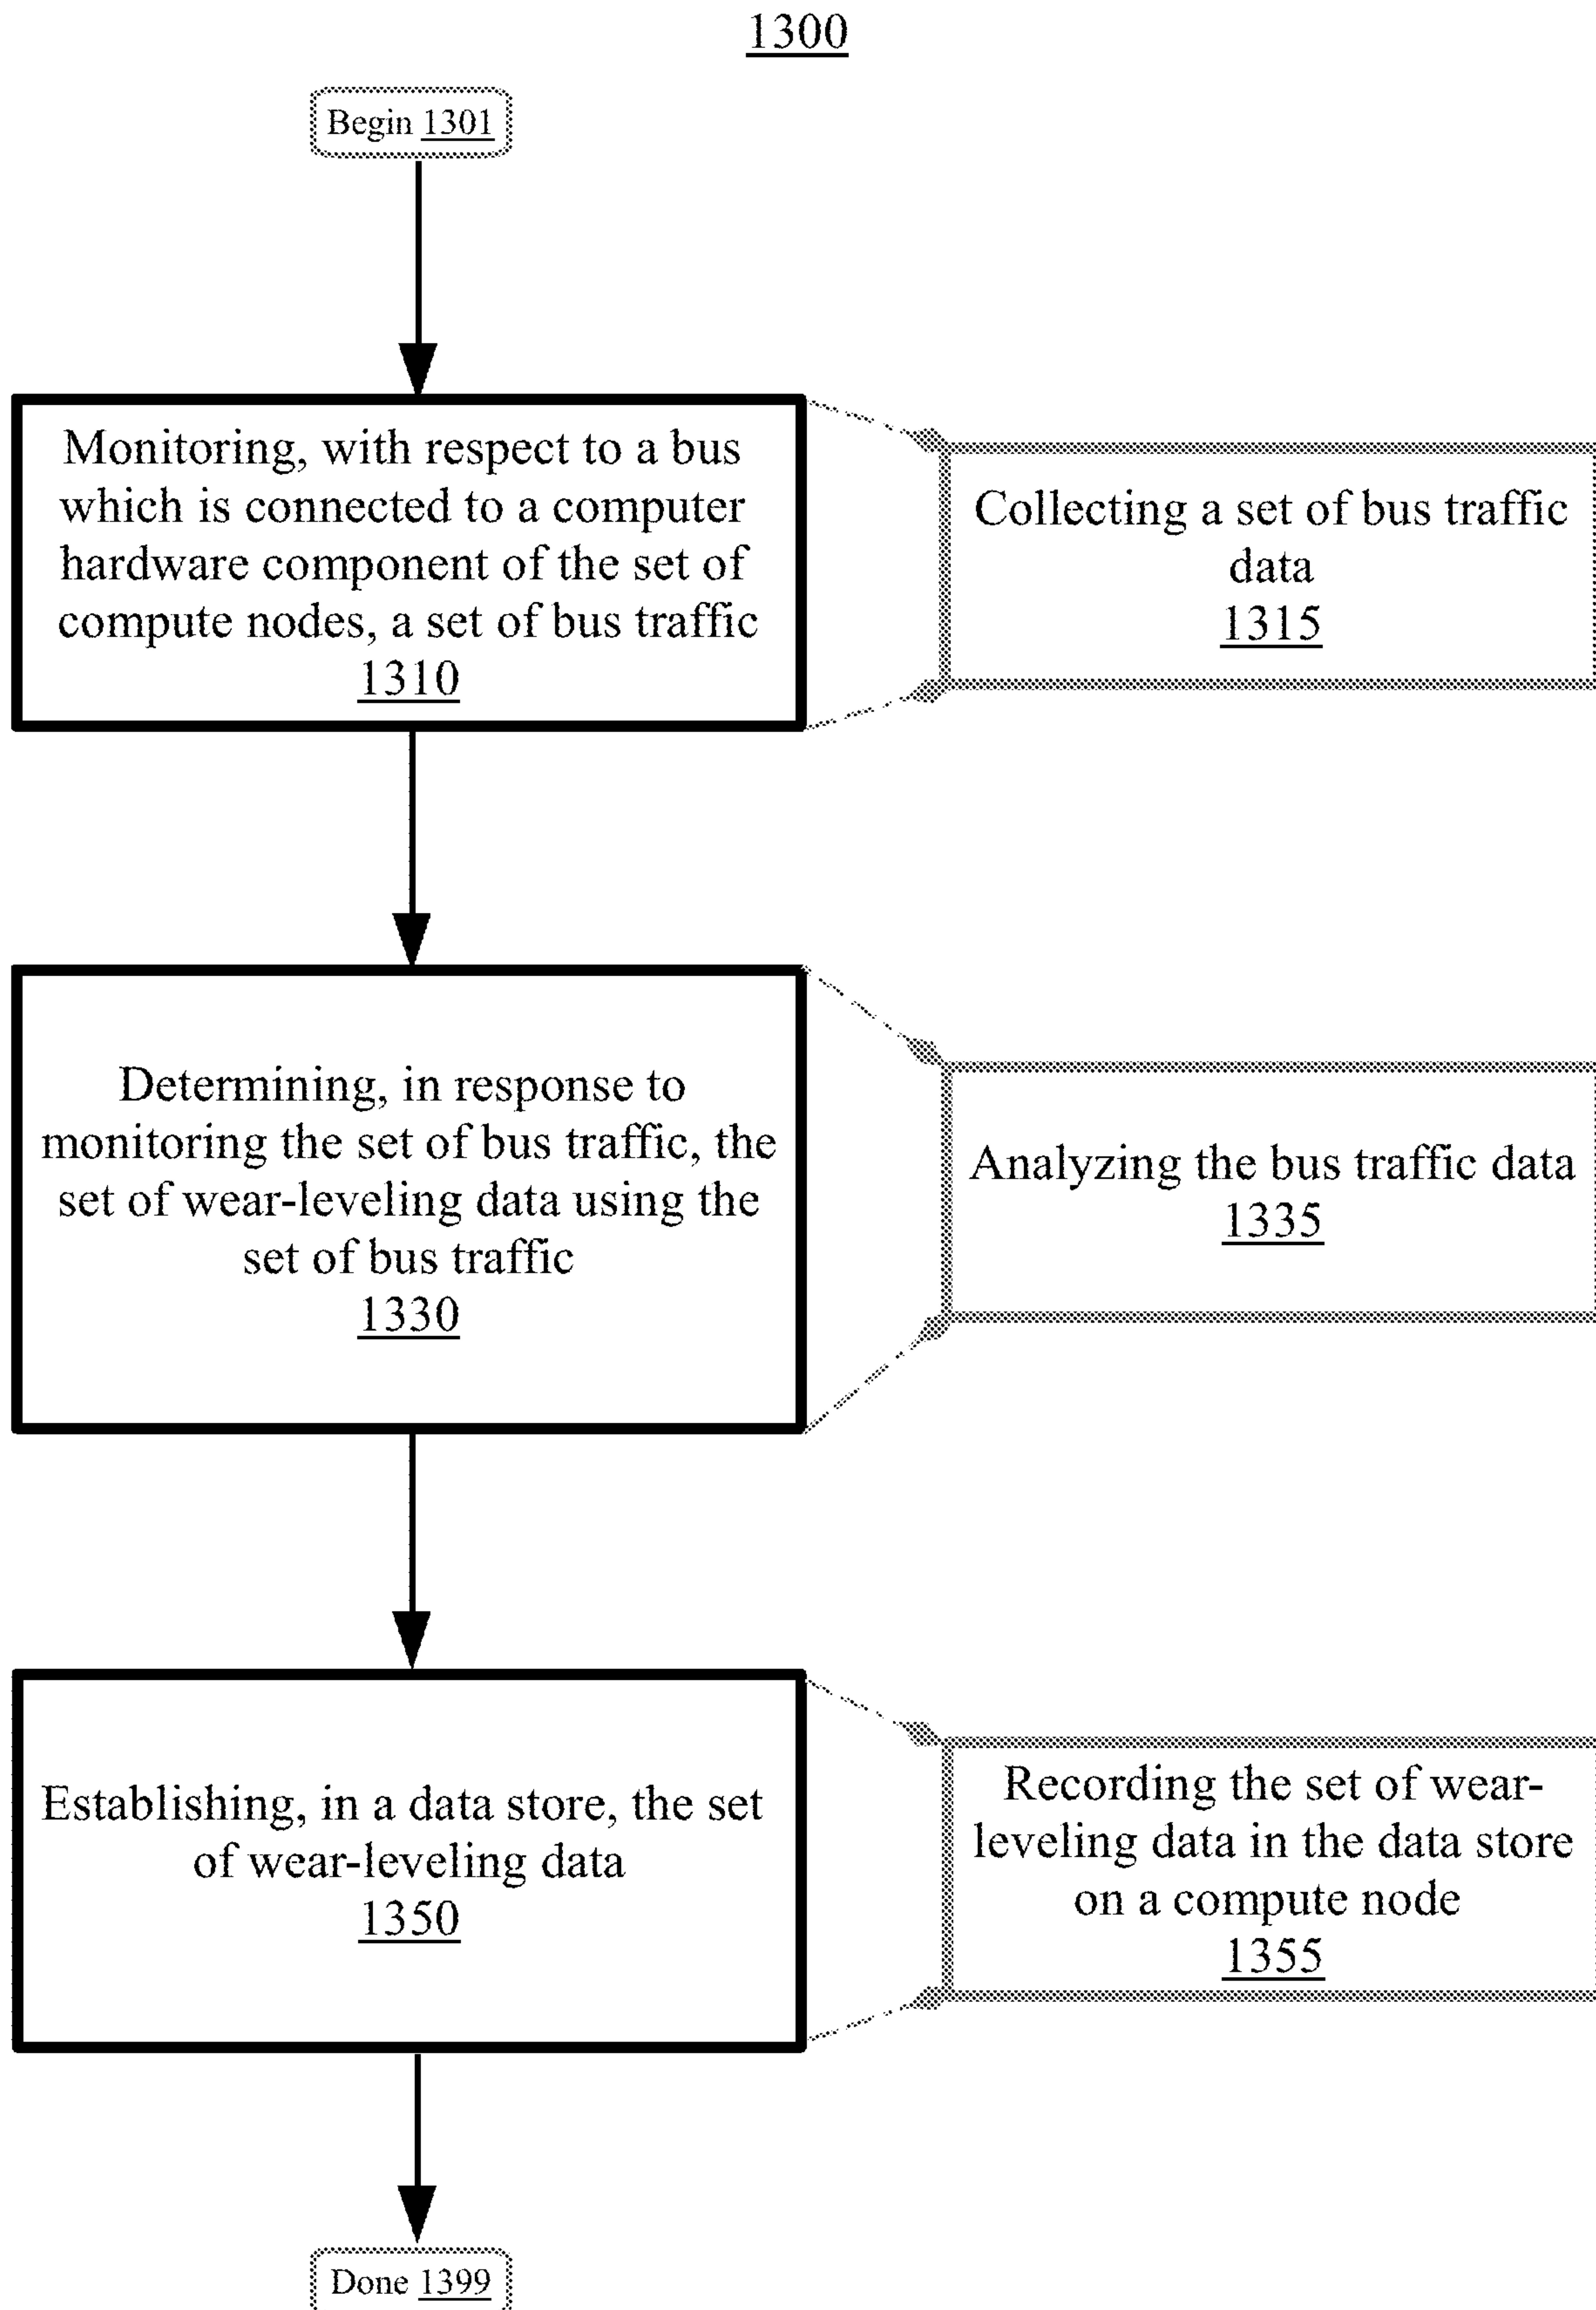 1300
Begin 1301
Monitoring, with respect to a bus
which is connected to a computer
hardware component of the set of
compute nodes, a set of bus traffic
1310
Collecting a set of bus traffic
data
1315
Determining, in response to
monitoring the set of bus traffic, the
set of wear-leveling data using the
set of bus traffic
1330
Analyzing the bus traffic data
1335
Establishing, in a data store, the set
of wear-leveling data
1350
Recording the set of wear-
leveling data in the data store
on a compute node
1355
Done 1399